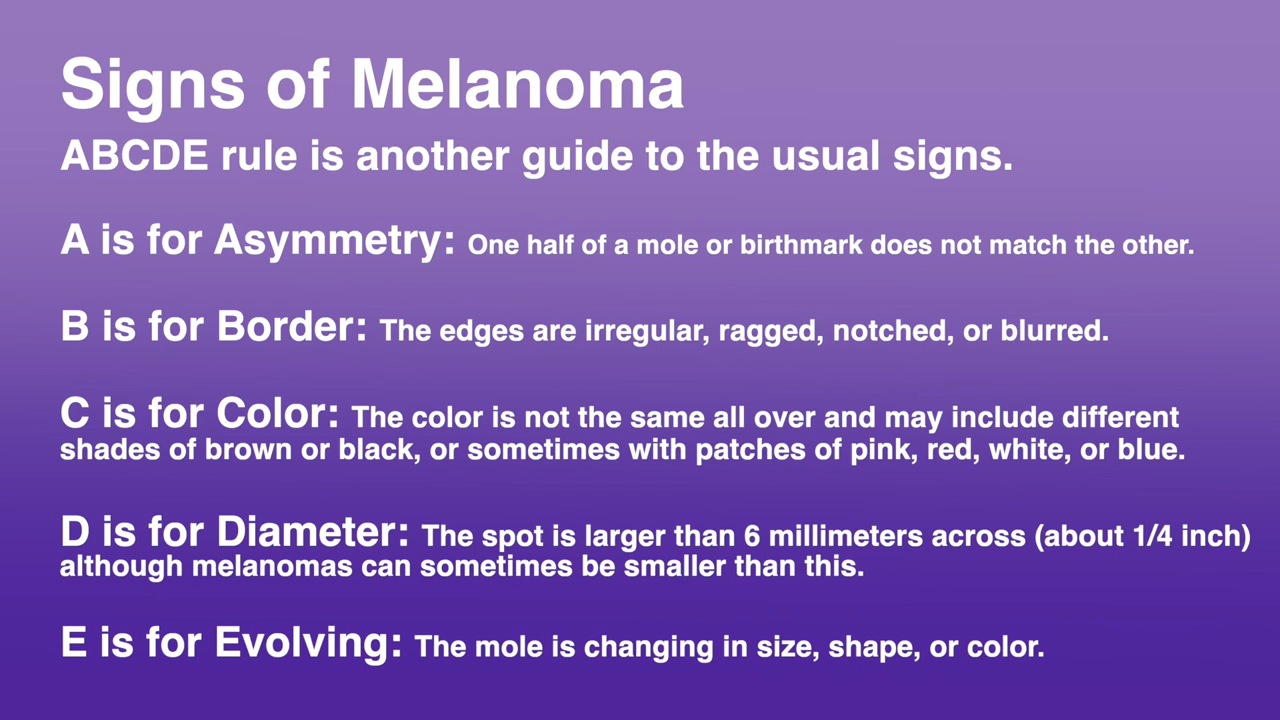 Signs of Melanoma
ABCDE rule is another guide to the usual signs.
A is for Asymmetry: One half of a mole or birthmark does not match the other.
B is for Border: The edges are irregular, ragged, notched, or blurred.
C is for Color: The color is not the same all over and may include different
shades of brown or black, or sometimes with patches of pink, red, white, or blue.
D is for Diameter: The spot is larger than 6 millimeters across (about 1/4 inch)
although melanomas can sometimes be smaller than this.
E is for Evolving: The mole is changing in size, shape, or color.